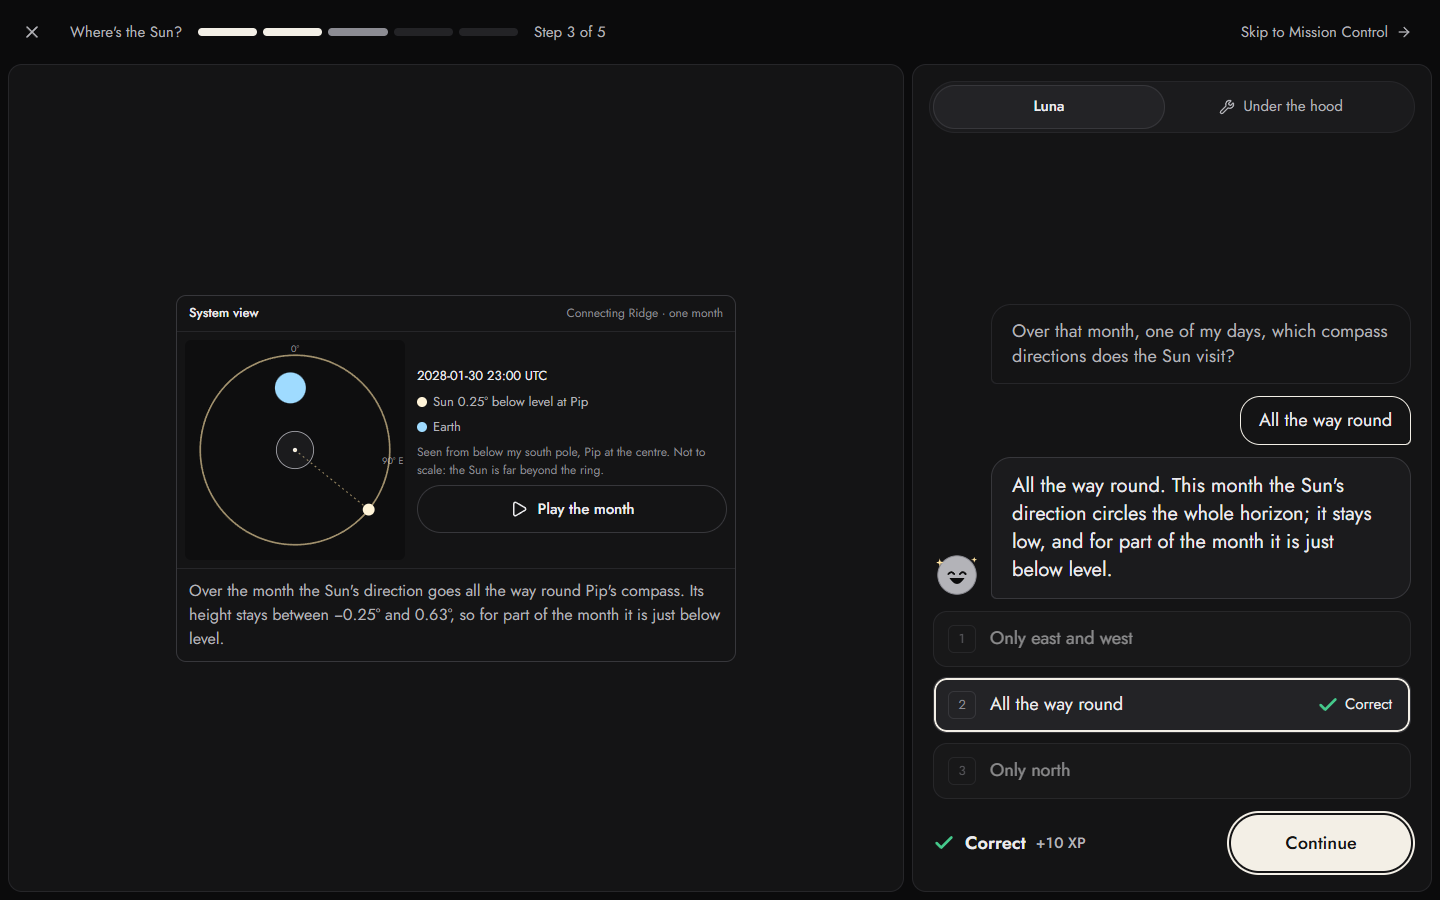 Where's the Sun?
Step 3 of 5
Skip to Mission Control
System view
Connecting Ridge · one month
0°
90° E
2028-01-30 23:00 UTC
Sun 0.25° below level at Pip
Earth
Seen from below my south pole, Pip at the centre. Not to
scale: the Sun is far beyond the ring.
Play the month
Over the month the Sun's direction goes all the way round Pip's compass. Its
height stays between −0.25° and 0.63°, so for part of the month it is just below
level.
Luna
Under the hood
Over that month, one of my days, which compass
directions does the Sun visit?
All the way round
All the way round. This month the Sun's
direction circles the whole horizon; it stays
low, and for part of the month it is just
below level.
1 Only east and west
2 All the way round Correct
3 Only north
Correct +10 XP
Continue